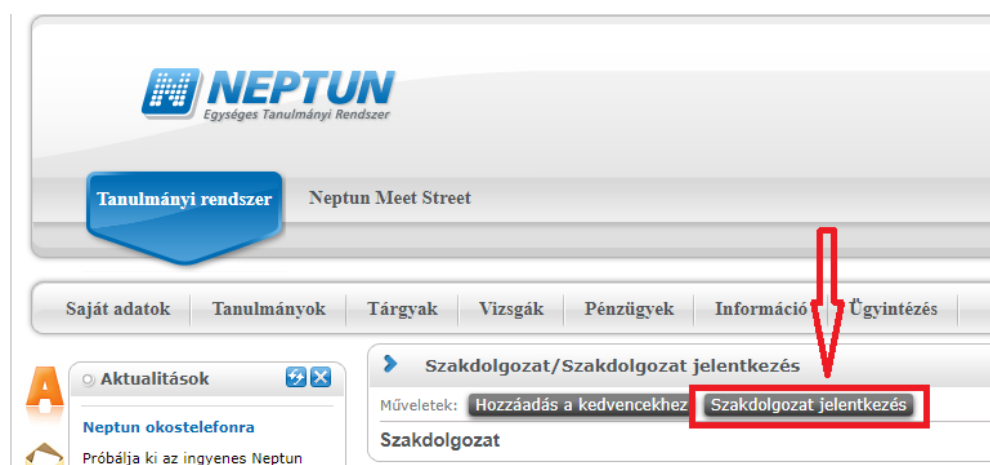 NEPTUN
Egységes Tanulmányi Rendszer
Tanulmányi rendszer
Neptun Meet Street
Saját adatok
Tanulmányok
Tárgyak
Vizsgák
Pénzügyek
Információ
Ügyintézés
A
Aktualitások
Neptun okostelefonra
Próbálja ki az ingyenes Neptun
Szakdolgozat/Szakdolgozat jelentkezés
Műveletek: Hozzáadás a kedvencekhez Szakdolgozat jelentkezés
Szakdolgozat